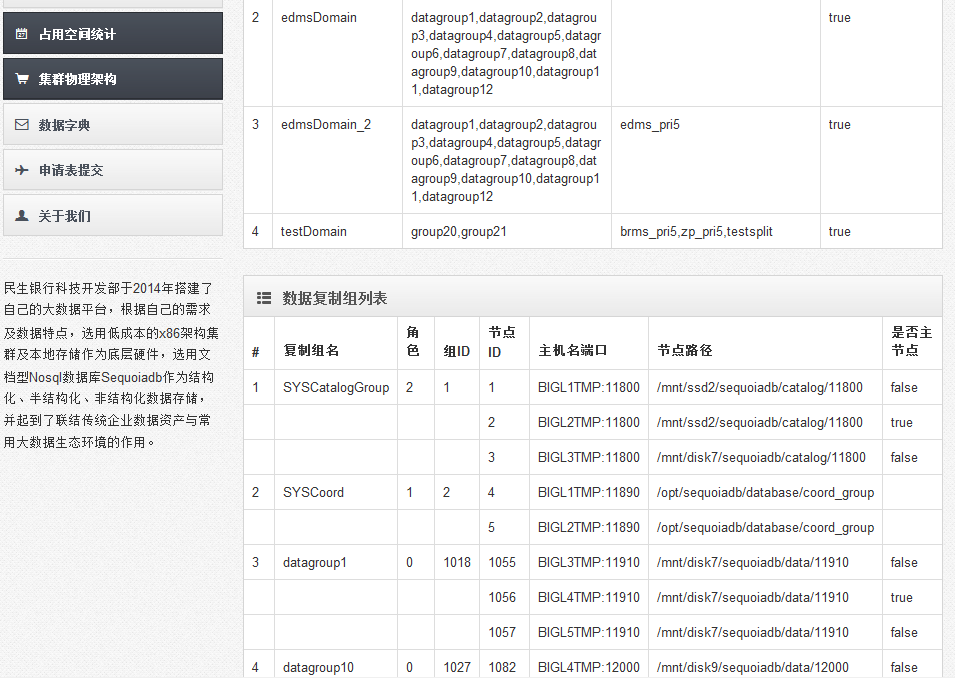 占用空间统计
集群物理架构
数据字典
申请表提交
关于我们
民生银行科技开发部于2014年搭建了
自己的大数据平台，根据自己的需求
及数据特点，选用低成本的x86架构集
群及本地存储作为底层硬件，选用文
档型Nosql数据库Sequoiadb作为结构
化、半结构化、非结构化数据存储，
并起到了联结传统企业数据资产与常
用大数据生态环境的作用。
2 edmsDomain datagroup1,datagroup2,datagrou true
p3,datagroup4,datagroup5,datagr
oup6,datagroup7,datagroup8,dat
agroup9,datagroup10,datagroup1
1,datagroup12
3 edmsDomain_2 datagroup1,datagroup2,datagrou edms_pri5 true
p3,datagroup4,datagroup5,datagr
oup6,datagroup7,datagroup8,dat
agroup9,datagroup10,datagroup1
1,datagroup12
4 testDomain group20,group21 brms_pri5,zp_pri5,testsplit true
数据复制组列表
# 复制组名 角色 组ID 节点ID 主机名端口 节点路径 是否主节点
1 SYSCatalogGroup 2 1 1 BIGL1TMP:11800 /mnt/ssd2/sequoiadb/catalog/11800 false
2 BIGL2TMP:11800 /mnt/ssd2/sequoiadb/catalog/11800 true
3 BIGL3TMP:11800 /mnt/disk7/sequoiadb/catalog/11800 false
2 SYSCoord 1 2 4 BIGL1TMP:11890 /opt/sequoiadb/database/coord_group
5 BIGL2TMP:11890 /opt/sequoiadb/database/coord_group
3 datagroup1 0 1018 1055 BIGL3TMP:11910 /mnt/disk7/sequoiadb/data/11910 false
1056 BIGL4TMP:11910 /mnt/disk7/sequoiadb/data/11910 true
1057 BIGL5TMP:11910 /mnt/disk7/sequoiadb/data/11910 false
4 datagroup10 0 1027 1082 BIGL4TMP:12000 /mnt/disk9/sequoiadb/data/12000 false